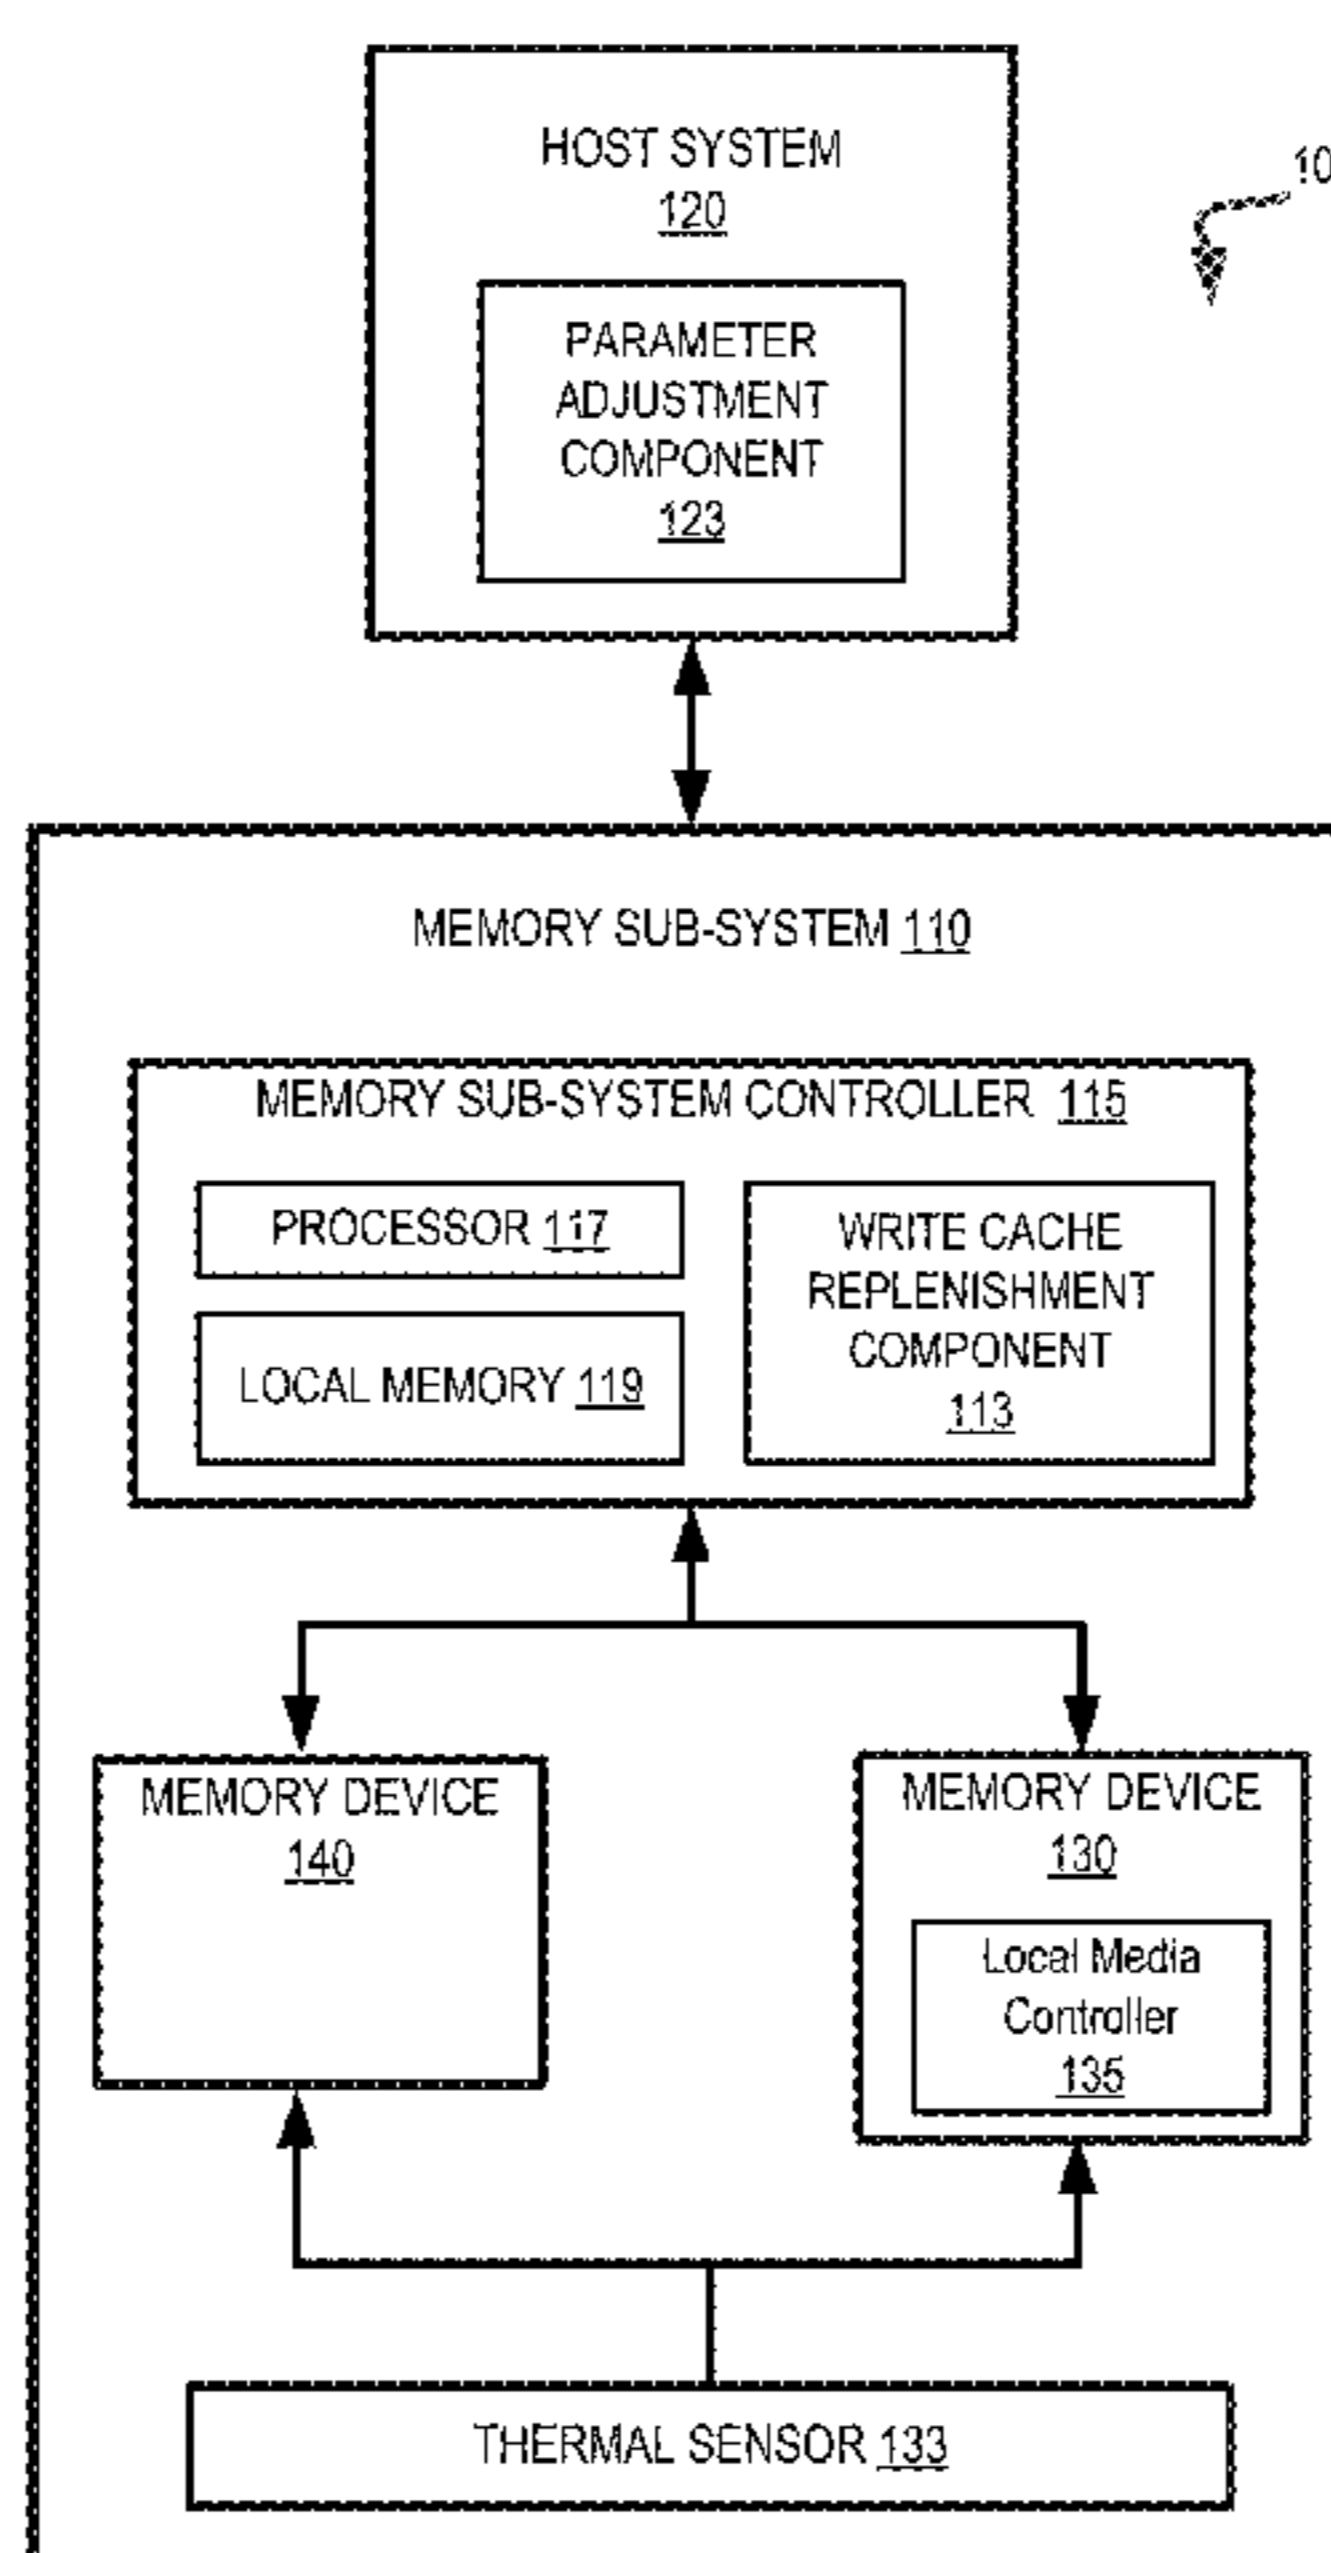 HOST SYSTEM
120
10
PARAMETER
ADJUSTMENT
COMPONENT
123
MEMORY SUB-SYSTEM 110
MEMORY SUB-SYSTEM CONTROLLER 115
PROCESSOR 117
LOCAL MEMORY 119
WRITE CACHE
REPLENISHMENT
COMPONENT
113
MEMORY DEVICE
140
MEMORY DEVICE
130
Local Media
Controller
135
THERMAL SENSOR 133